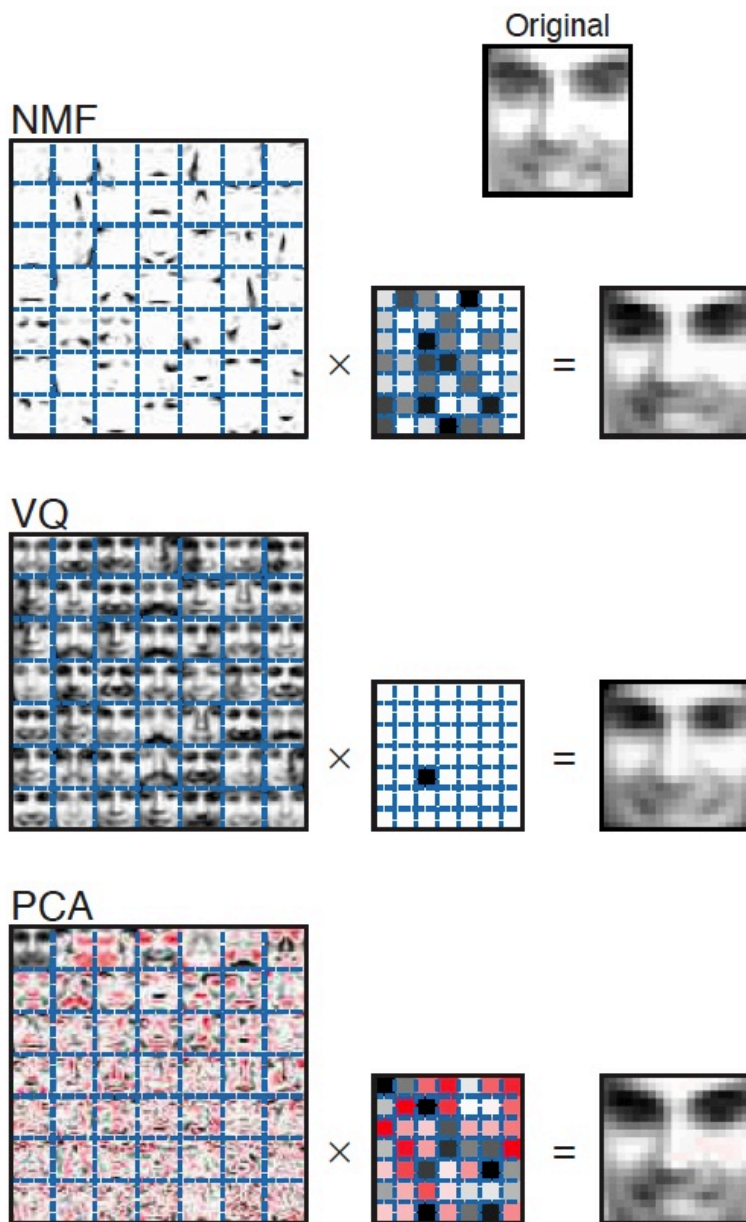 Original
NMF
× =
VQ
× =
PCA
× =